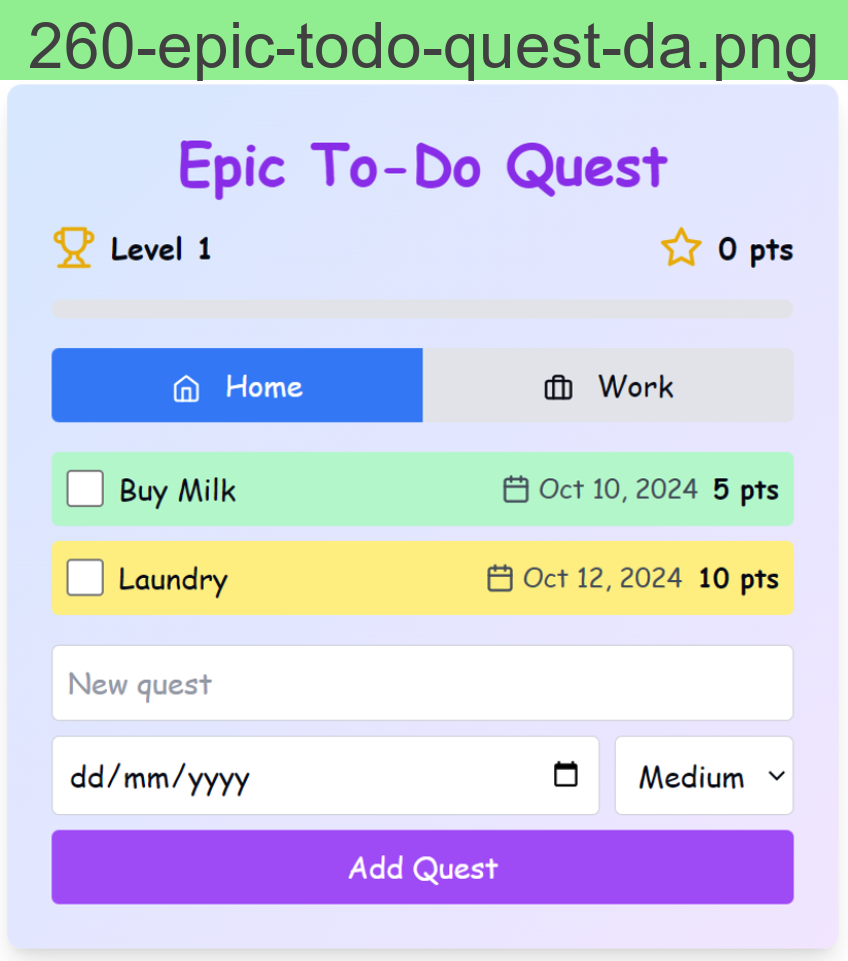 260-epic-todo-quest-da.png
Epic To-Do Quest
Level 1 0 pts
Home Work
Buy Milk Oct 10, 2024 5 pts
Laundry Oct 12, 2024 10 pts
New quest
dd/mm/yyyy Medium
Add Quest